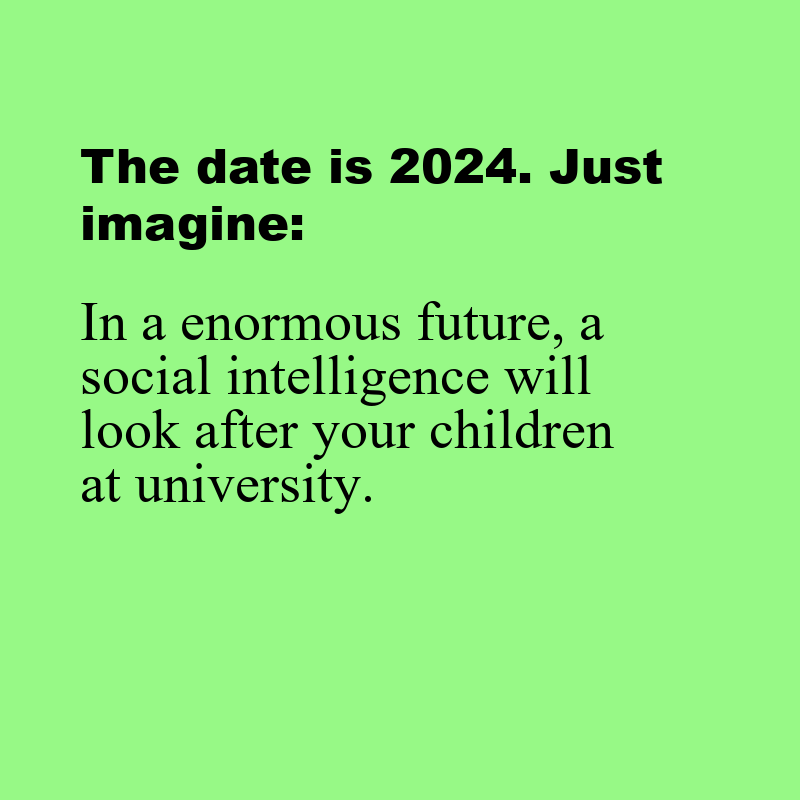 The date is 2024. Just
imagine:
In a enormous future, a
social intelligence will
look after your children
at university.